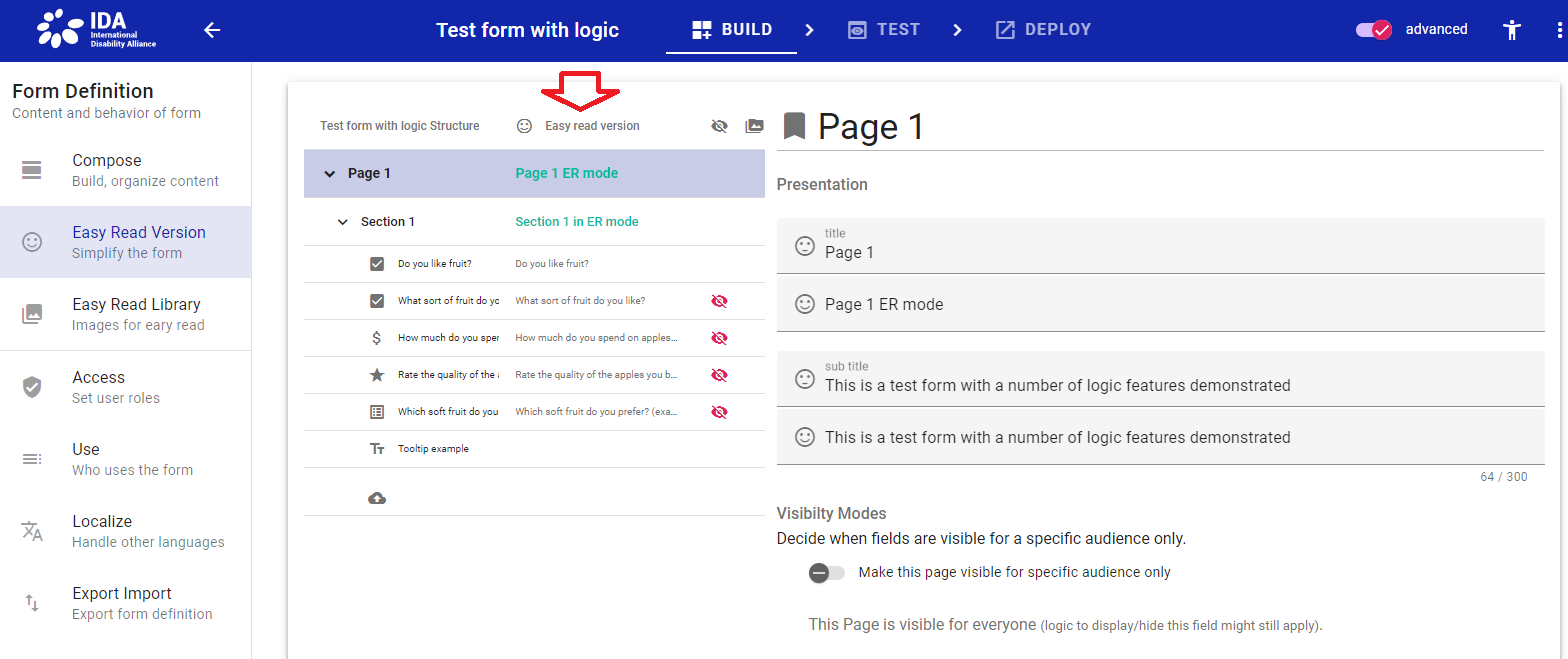 IDA
International
Disability Alliance
Test form with logic
BUILD
TEST
DEPLOY
advanced
Form Definition
Content and behavior of form
Compose
Build, organize content
Easy Read Version
Simplify the form
Easy Read Library
Images for eary read
Access
Set user roles
Use
Who uses the form
Localize
Handle other languages
Export Import
Export form definition
Test form with logic Structure
Easy read version
Page 1
Page 1 ER mode
Section 1
Section 1 in ER mode
Do you like fruit?
Do you like fruit?
What sort of fruit do yo
What sort of fruit do you like?
How much do you sper
How much do you spend on apples...
Rate the quality of the a
Rate the quality of the apples you b...
Which soft fruit do you
Which soft fruit do you prefer? (exa...
Tooltip example
Page 1
Presentation
title
Page 1
Page 1 ER mode
sub title
This is a test form with a number of logic features demonstrated
This is a test form with a number of logic features demonstrated
64 / 300
Visibilty Modes
Decide when fields are visible for a specific audience only.
Make this page visible for specific audience only
This Page is visible for everyone (logic to display/hide this field might still apply).